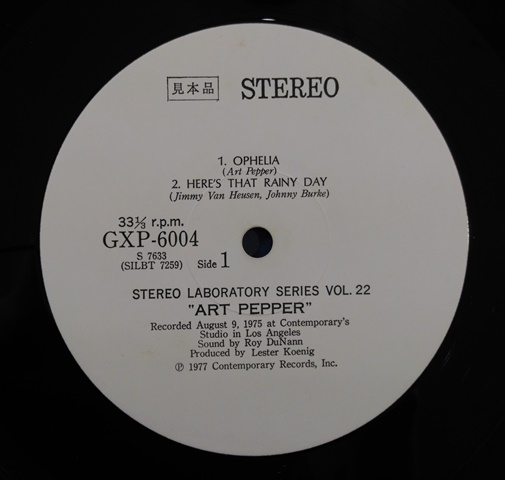 見本品 STEREO
1. OPHELIA
(Art Pepper)
2. HERE'S THAT RAINY DAY
(Jimmy Van Heusen, Johnny Burke)
33⅓ r.p.m.
GXP-6004
S 7633
(SILBT 7259) Side 1
STEREO LABORATORY SERIES VOL. 22
"ART PEPPER"
Recorded August 9, 1975 at Contemporary's
Studio in Los Angeles
Sound by Roy DuNann
Produced by Lester Koenig
℗ 1977 Contemporary Records, Inc.